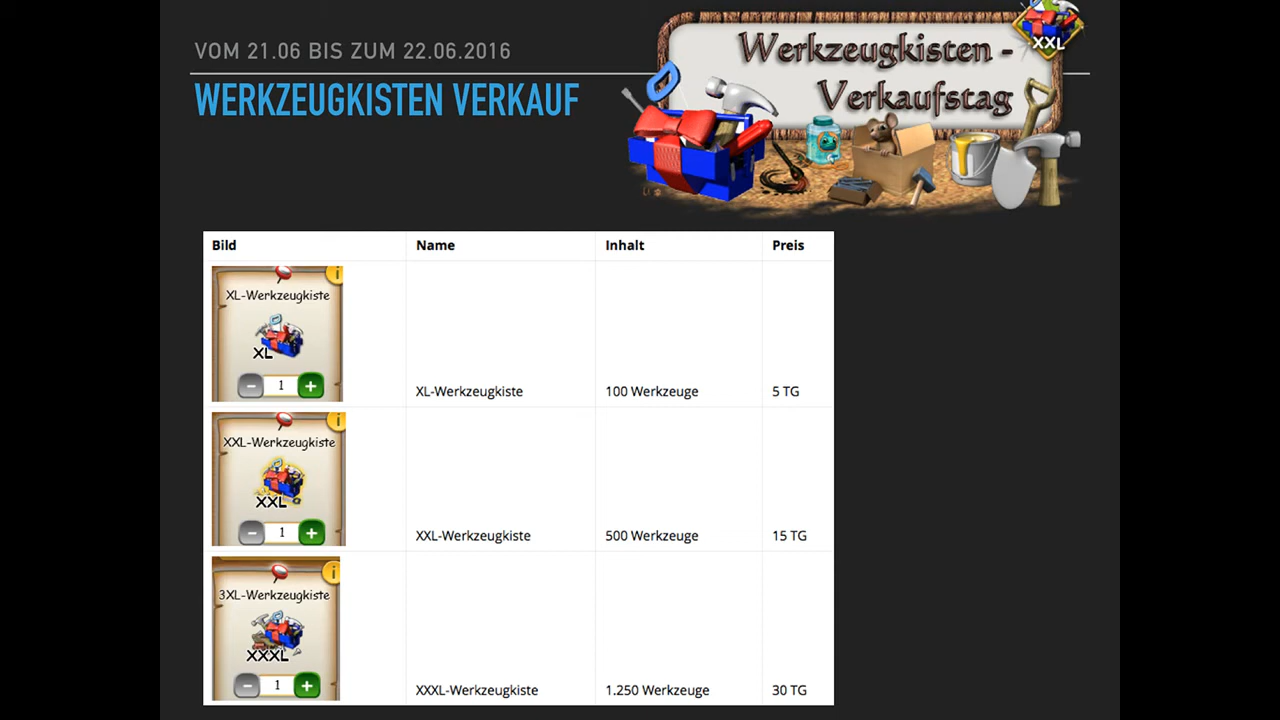 VOM 21.06 BIS ZUM 22.06.2016
WERKZEUGKISTEN VERKAUF
Werkzeugkisten -
Verkaufstag
XXL
Bild Name Inhalt Preis
i
XL-Werkzeugkiste
XL
- 1 +
XL-Werkzeugkiste 100 Werkzeuge 5 TG
i
XXL-Werkzeugkiste
XXL
- 1 +
XXL-Werkzeugkiste 500 Werkzeuge 15 TG
i
3XL-Werkzeugkiste
XXXL
- 1 +
XXXL-Werkzeugkiste 1.250 Werkzeuge 30 TG